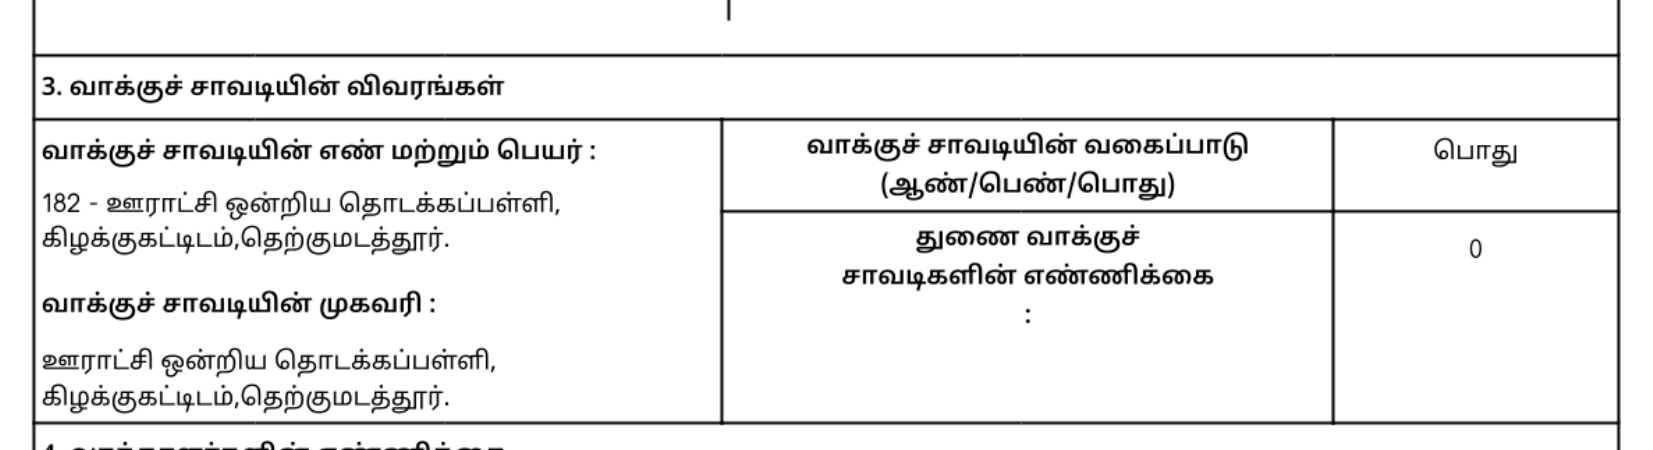 3. வாக்குச் சாவடியின் விவரங்கள்
வாக்குச் சாவடியின் எண் மற்றும் பெயர் :
182 - ஊராட்சி ஒன்றிய தொடக்கப்பள்ளி,
கிழக்குகட்டிடம்,தெற்குமடத்தூர்.
வாக்குச் சாவடியின் முகவரி :
ஊராட்சி ஒன்றிய தொடக்கப்பள்ளி,
கிழக்குகட்டிடம்,தெற்குமடத்தூர்.
வாக்குச் சாவடியின் வகைப்பாடு
(ஆண்/பெண்/பொது)
பொது
துணை வாக்குச்
சாவடிகளின் எண்ணிக்கை
:
0